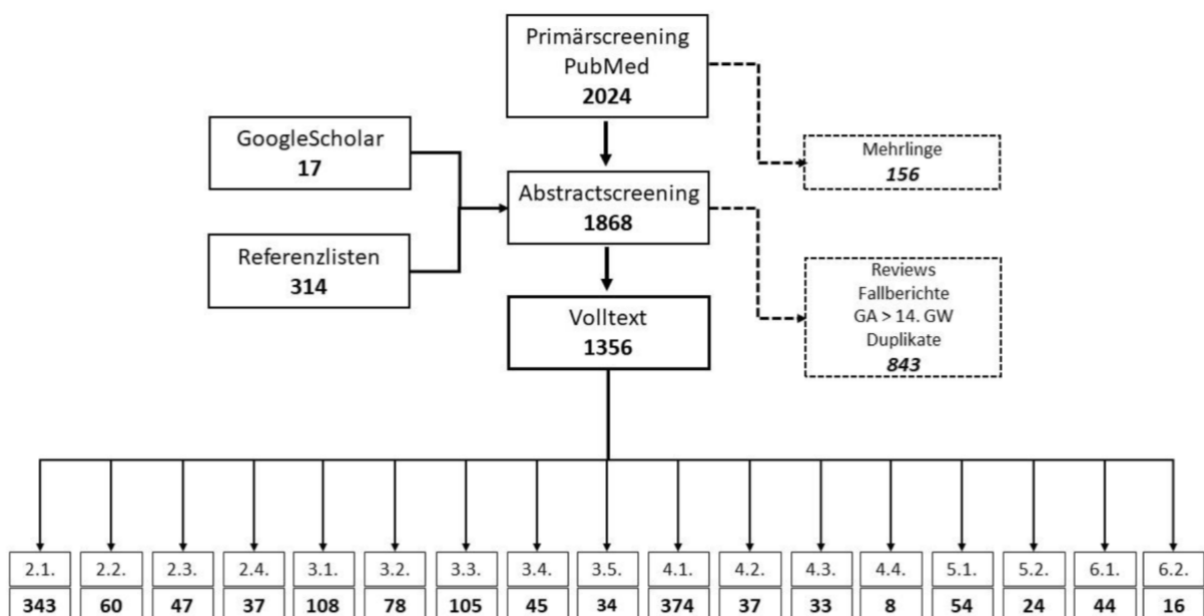 Primärscreening
PubMed
2024
GoogleScholar
17
Mehrlinge
156
Abstractscreening
1868
Referenzlisten
314
Reviews
Fallberichte
GA > 14. GW
Duplikate
843
Volltext
1356
2.1. 2.2. 2.3. 2.4. 3.1. 3.2. 3.3. 3.4. 3.5. 4.1. 4.2. 4.3. 4.4. 5.1. 5.2. 6.1. 6.2.
343 60 47 37 108 78 105 45 34 374 37 33 8 54 24 44 16